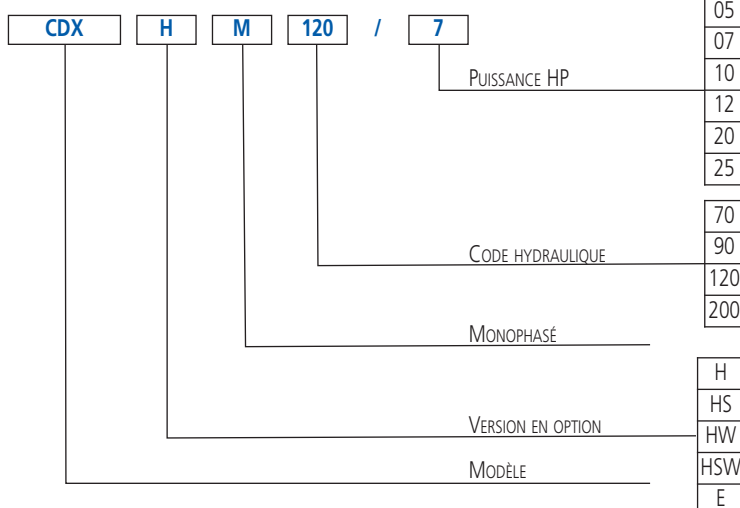 CDX H M 120 / 7
05
07
PUISSANCE HP
10
12
20
25
70
CODE HYDRAULIQUE
90
120
200
MONOPHASÉ
H
HS
VERSION EN OPTION
HW
MODÈLE
HSW
E